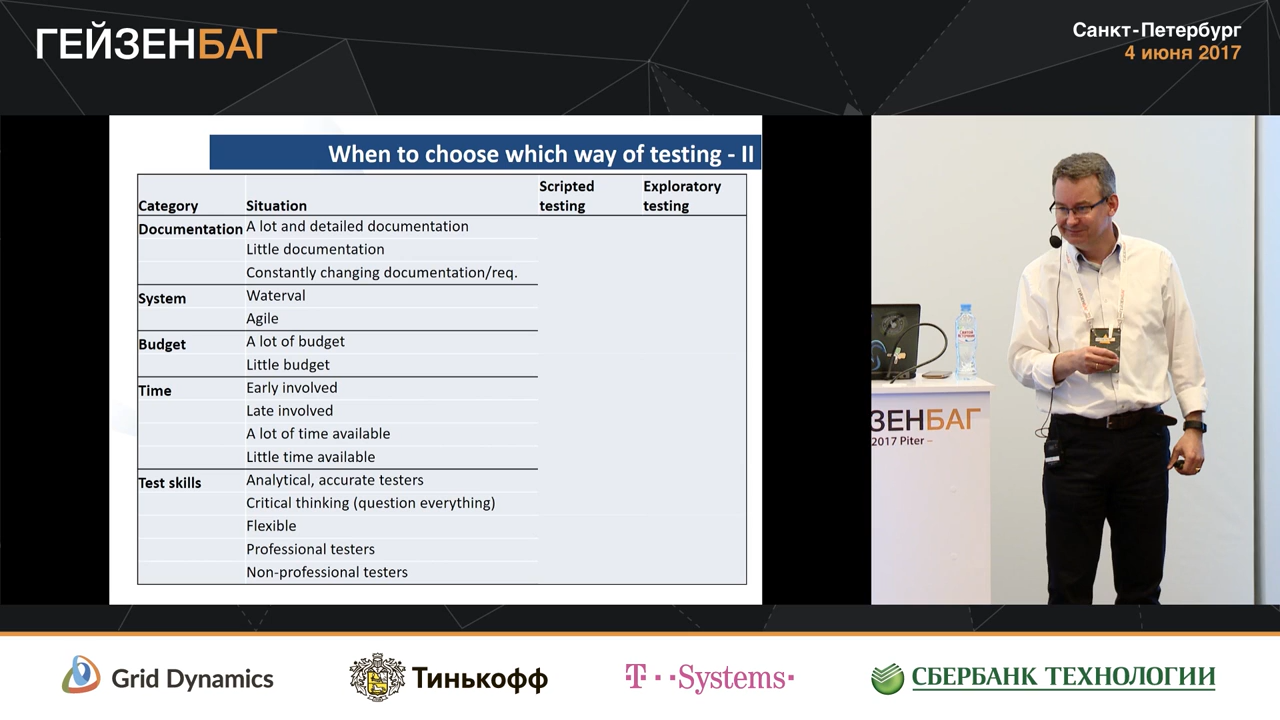 ГЕЙЗЕНБАГ
Санкт-Петербург
4 июня 2017
When to choose which way of testing - II
Category Situation Scripted testing Exploratory testing
Documentation A lot and detailed documentation
Little documentation
Constantly changing documentation/req.
System Waterval
Agile
Budget A lot of budget
Little budget
Time Early involved
Late involved
A lot of time available
Little time available
Test skills Analytical, accurate testers
Critical thinking (question everything)
Flexible
Professional testers
Non-professional testers
ЗЕНБАГ
2017 Piter –
Grid Dynamics
Тинькофф
T··Systems·
СБЕРБАНК ТЕХНОЛОГИИ